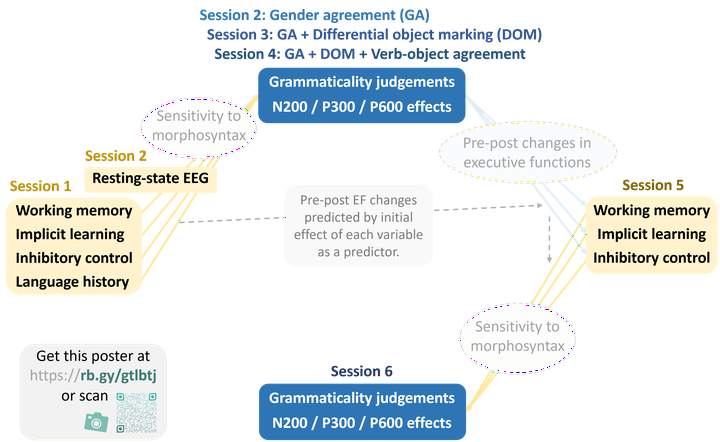 Session 2: Gender agreement (GA)
Session 3: GA + Differential object marking (DOM)
Session 4: GA + DOM + Verb-object agreement
Grammaticality judgements
N200 / P300 / P600 effects
Sensitivity to
morphosyntax
Pre-post changes in
executive functions
Session 2
Resting-state EEG
Session 1
Working memory
Implicit learning
Inhibitory control
Language history
Pre-post EF changes
predicted by initial
effect of each variable
as a predictor.
Session 5
Working memory
Implicit learning
Inhibitory control
Sensitivity to
morphosyntax
Get this poster at
https://rb.gy/gtlbtj
or scan
Session 6
Grammaticality judgements
N200 / P300 / P600 effects